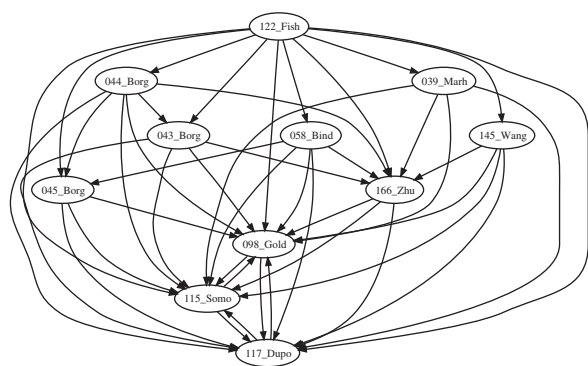 122_Fish
044_Borg
039_Marh
043_Borg
058_Bind
145_Wang
045_Borg
166_Zhu
098_Gold
115_Somo
117_Dupo